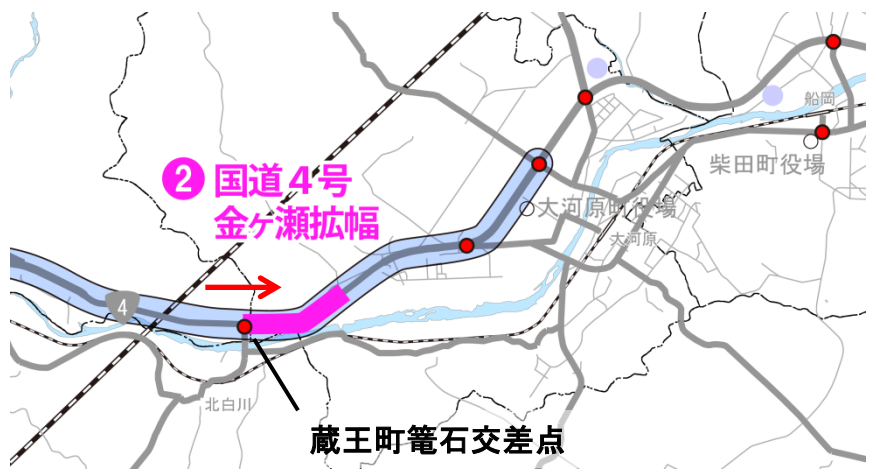 船岡
柴田町役場
❷ 国道4号
金ヶ瀬拡幅
大河原町役場
大河原
4
北白川
蔵王町篭石交差点